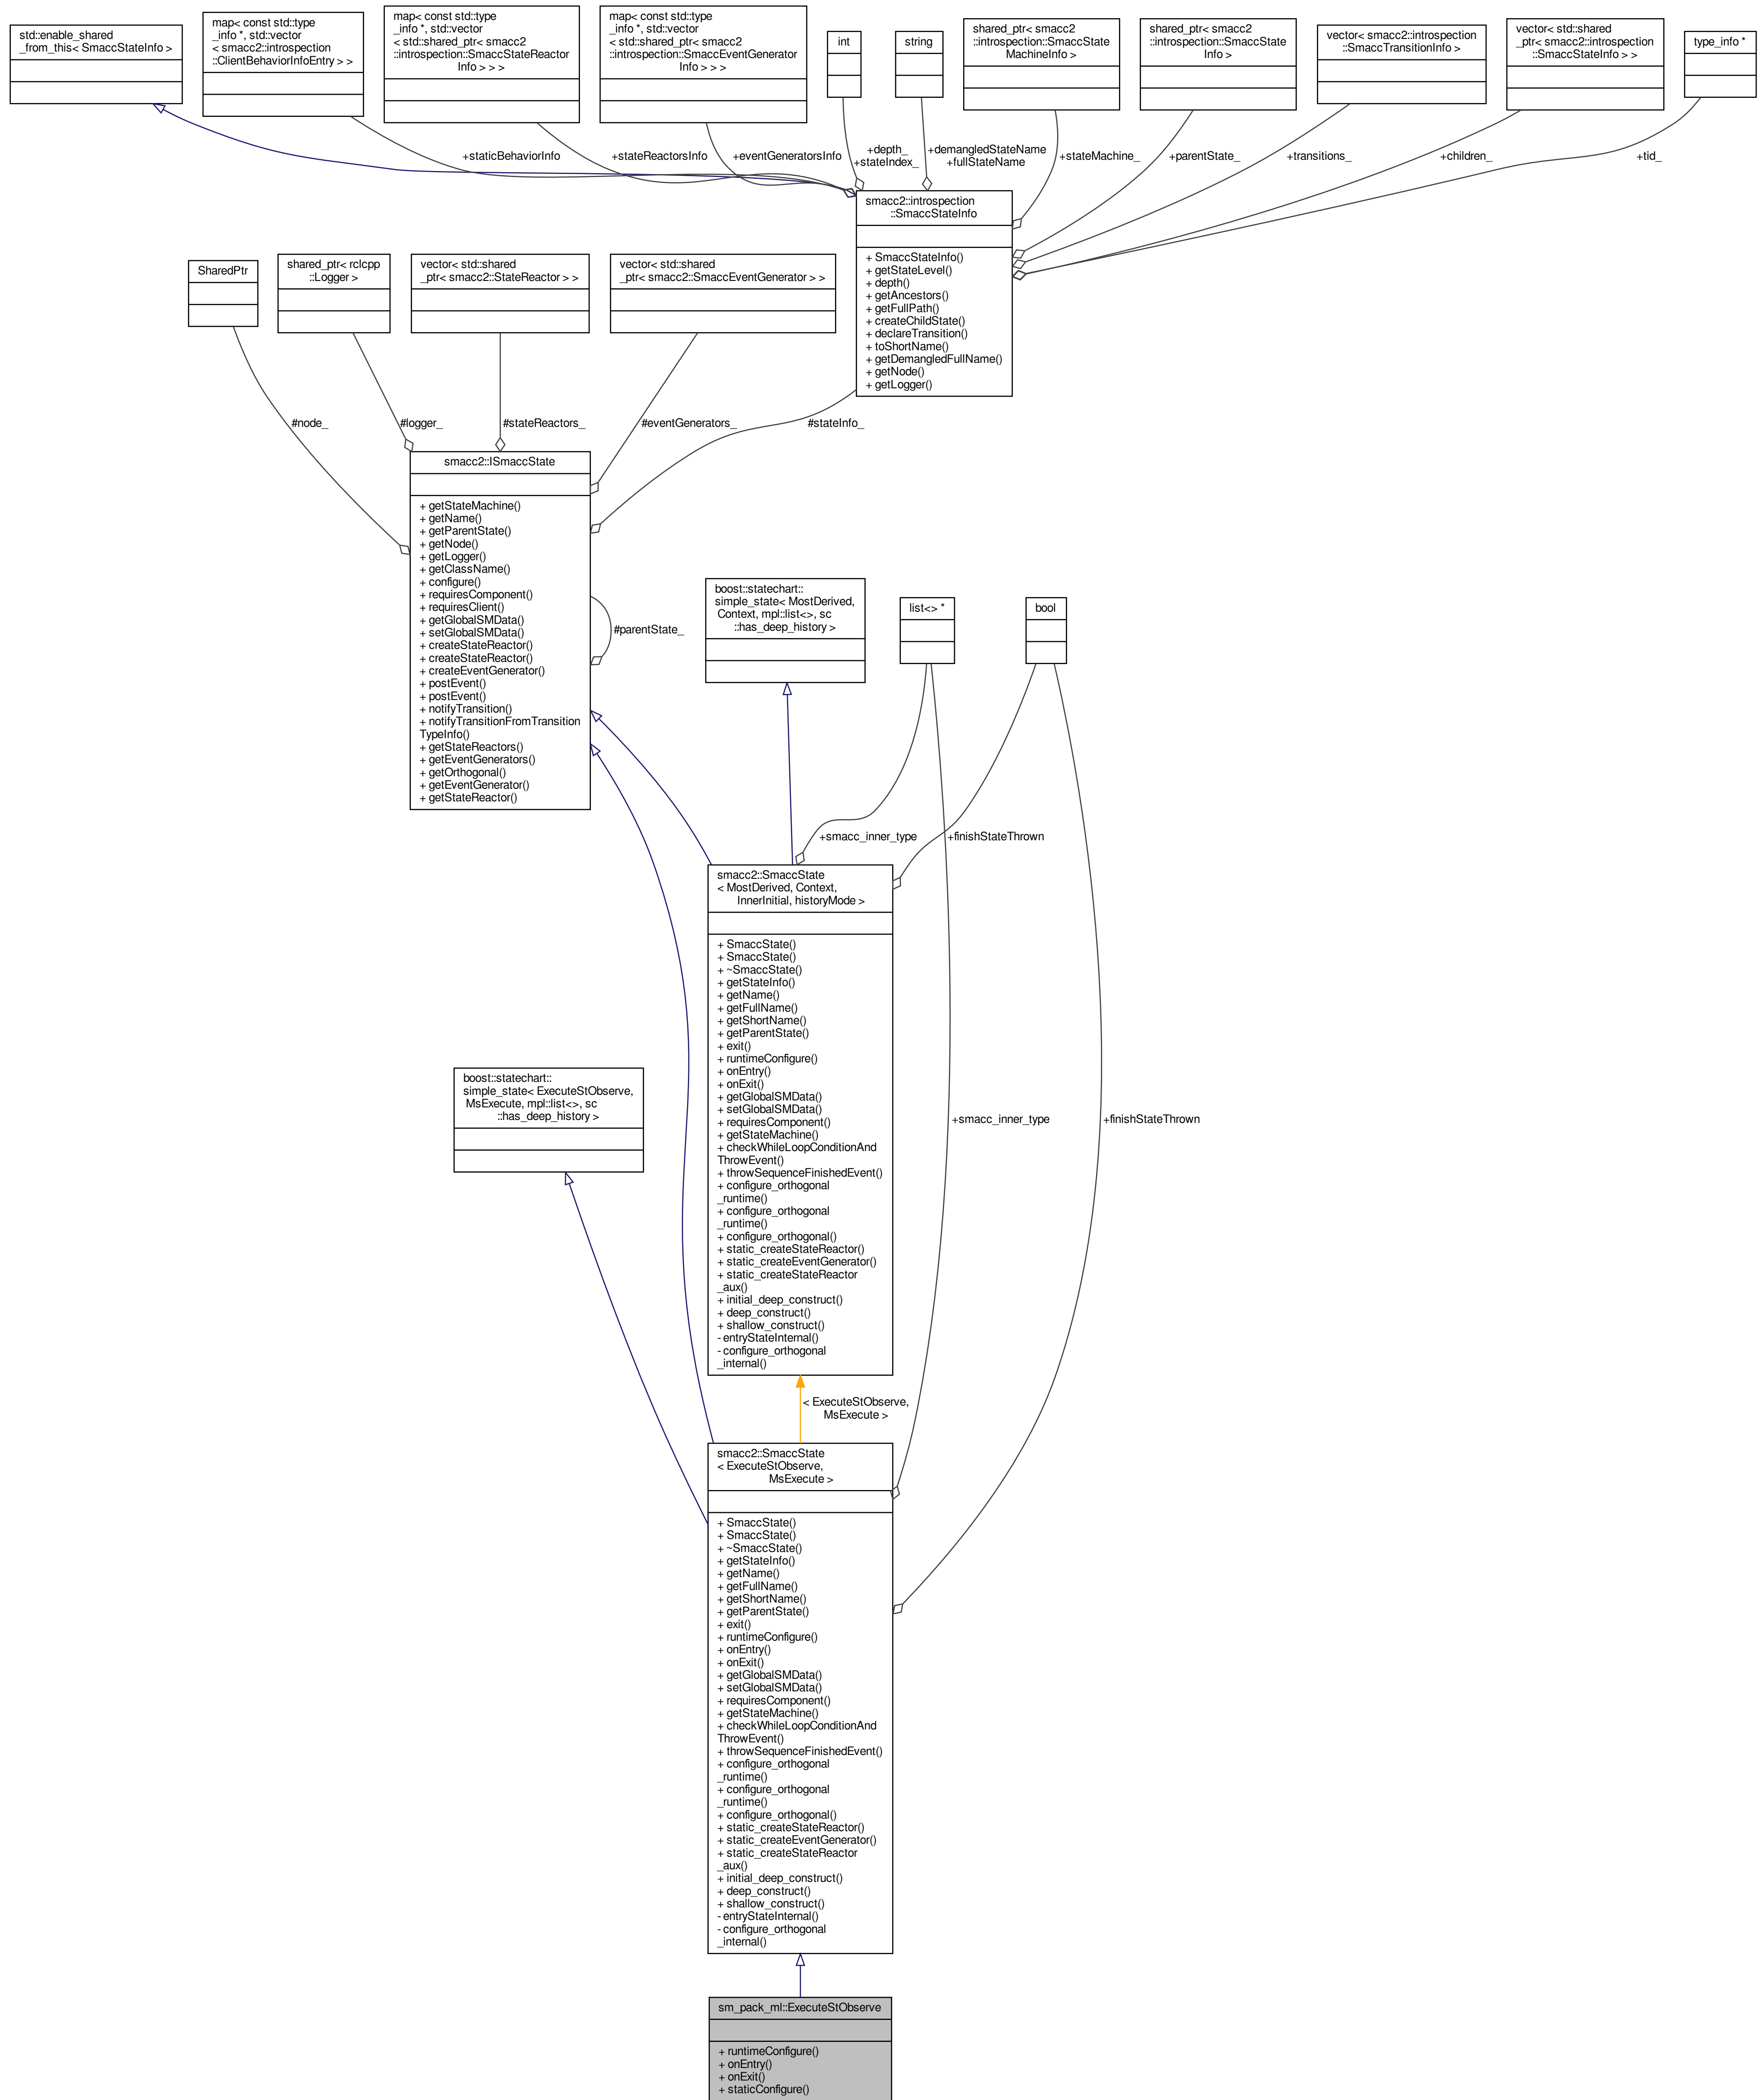 std::enable_shared
_from_this< SmaccStateInfo >
map< const std::type
_info *, std::vector
< smacc2::introspection
::ClientBehaviorInfoEntry > >
map< const std::type
_info *, std::vector
< std::shared_ptr< smacc2
::introspection::SmaccStateReactor
Info > > >
map< const std::type
_info *, std::vector
< std::shared_ptr< smacc2
::introspection::SmaccEventGenerator
Info > > >
int
string
shared_ptr< smacc2
::introspection::SmaccState
MachineInfo >
shared_ptr< smacc2
::introspection::SmaccState
Info >
vector< smacc2::introspection
::SmaccTransitionInfo >
vector< std::shared
_ptr< smacc2::introspection
::SmaccStateInfo > >
type_info *
+staticBehaviorInfo
+stateReactorsInfo
+eventGeneratorsInfo
+depth_
+stateIndex_
+demangledStateName
+fullStateName
+stateMachine_
+parentState_
+transitions_
+children_
+tid_
smacc2::introspection
::SmaccStateInfo
+ SmaccStateInfo()
+ getStateLevel()
+ depth()
+ getAncestors()
+ getFullPath()
+ createChildState()
+ declareTransition()
+ toShortName()
+ getDemangledFullName()
+ getNode()
+ getLogger()
SharedPtr
shared_ptr< rclcpp
::Logger >
vector< std::shared
_ptr< smacc2::StateReactor > >
vector< std::shared
_ptr< smacc2::SmaccEventGenerator > >
#node_
#logger_
#stateReactors_
#eventGenerators_
#stateInfo_
smacc2::ISmaccState
+ getStateMachine()
+ getName()
+ getParentState()
+ getNode()
+ getLogger()
+ getClassName()
+ configure()
+ requiresComponent()
+ requiresClient()
+ getGlobalSMData()
+ setGlobalSMData()
+ createStateReactor()
+ createStateReactor()
+ createEventGenerator()
+ postEvent()
+ postEvent()
+ notifyTransition()
+ notifyTransitionFromTransition
TypeInfo()
+ getStateReactors()
+ getEventGenerators()
+ getOrthogonal()
+ getEventGenerator()
+ getStateReactor()
#parentState_
boost::statechart::
simple_state< MostDerived,
Context, mpl::list<>, sc
::has_deep_history >
list<> *
bool
+smacc_inner_type
+finishStateThrown
smacc2::SmaccState
< MostDerived, Context,
InnerInitial, historyMode >
+ SmaccState()
+ SmaccState()
+ ~SmaccState()
+ getStateInfo()
+ getName()
+ getFullName()
+ getShortName()
+ getParentState()
+ exit()
+ runtimeConfigure()
+ onEntry()
+ onExit()
+ getGlobalSMData()
+ setGlobalSMData()
+ requiresComponent()
+ getStateMachine()
+ checkWhileLoopConditionAnd
ThrowEvent()
+ throwSequenceFinishedEvent()
+ configure_orthogonal
_runtime()
+ configure_orthogonal
_runtime()
+ configure_orthogonal()
+ static_createStateReactor()
+ static_createEventGenerator()
+ static_createStateReactor
_aux()
+ initial_deep_construct()
+ deep_construct()
+ shallow_construct()
- entryStateInternal()
- configure_orthogonal
_internal()
boost::statechart::
simple_state< ExecuteStObserve,
MsExecute, mpl::list<>, sc
::has_deep_history >
+smacc_inner_type
+finishStateThrown
< ExecuteStObserve,
MsExecute >
smacc2::SmaccState
< ExecuteStObserve,
MsExecute >
+ SmaccState()
+ SmaccState()
+ ~SmaccState()
+ getStateInfo()
+ getName()
+ getFullName()
+ getShortName()
+ getParentState()
+ exit()
+ runtimeConfigure()
+ onEntry()
+ onExit()
+ getGlobalSMData()
+ setGlobalSMData()
+ requiresComponent()
+ getStateMachine()
+ checkWhileLoopConditionAnd
ThrowEvent()
+ throwSequenceFinishedEvent()
+ configure_orthogonal
_runtime()
+ configure_orthogonal
_runtime()
+ configure_orthogonal()
+ static_createStateReactor()
+ static_createEventGenerator()
+ static_createStateReactor
_aux()
+ initial_deep_construct()
+ deep_construct()
+ shallow_construct()
- entryStateInternal()
- configure_orthogonal
_internal()
sm_pack_ml::ExecuteStObserve
+ runtimeConfigure()
+ onEntry()
+ onExit()
+ staticConfigure()